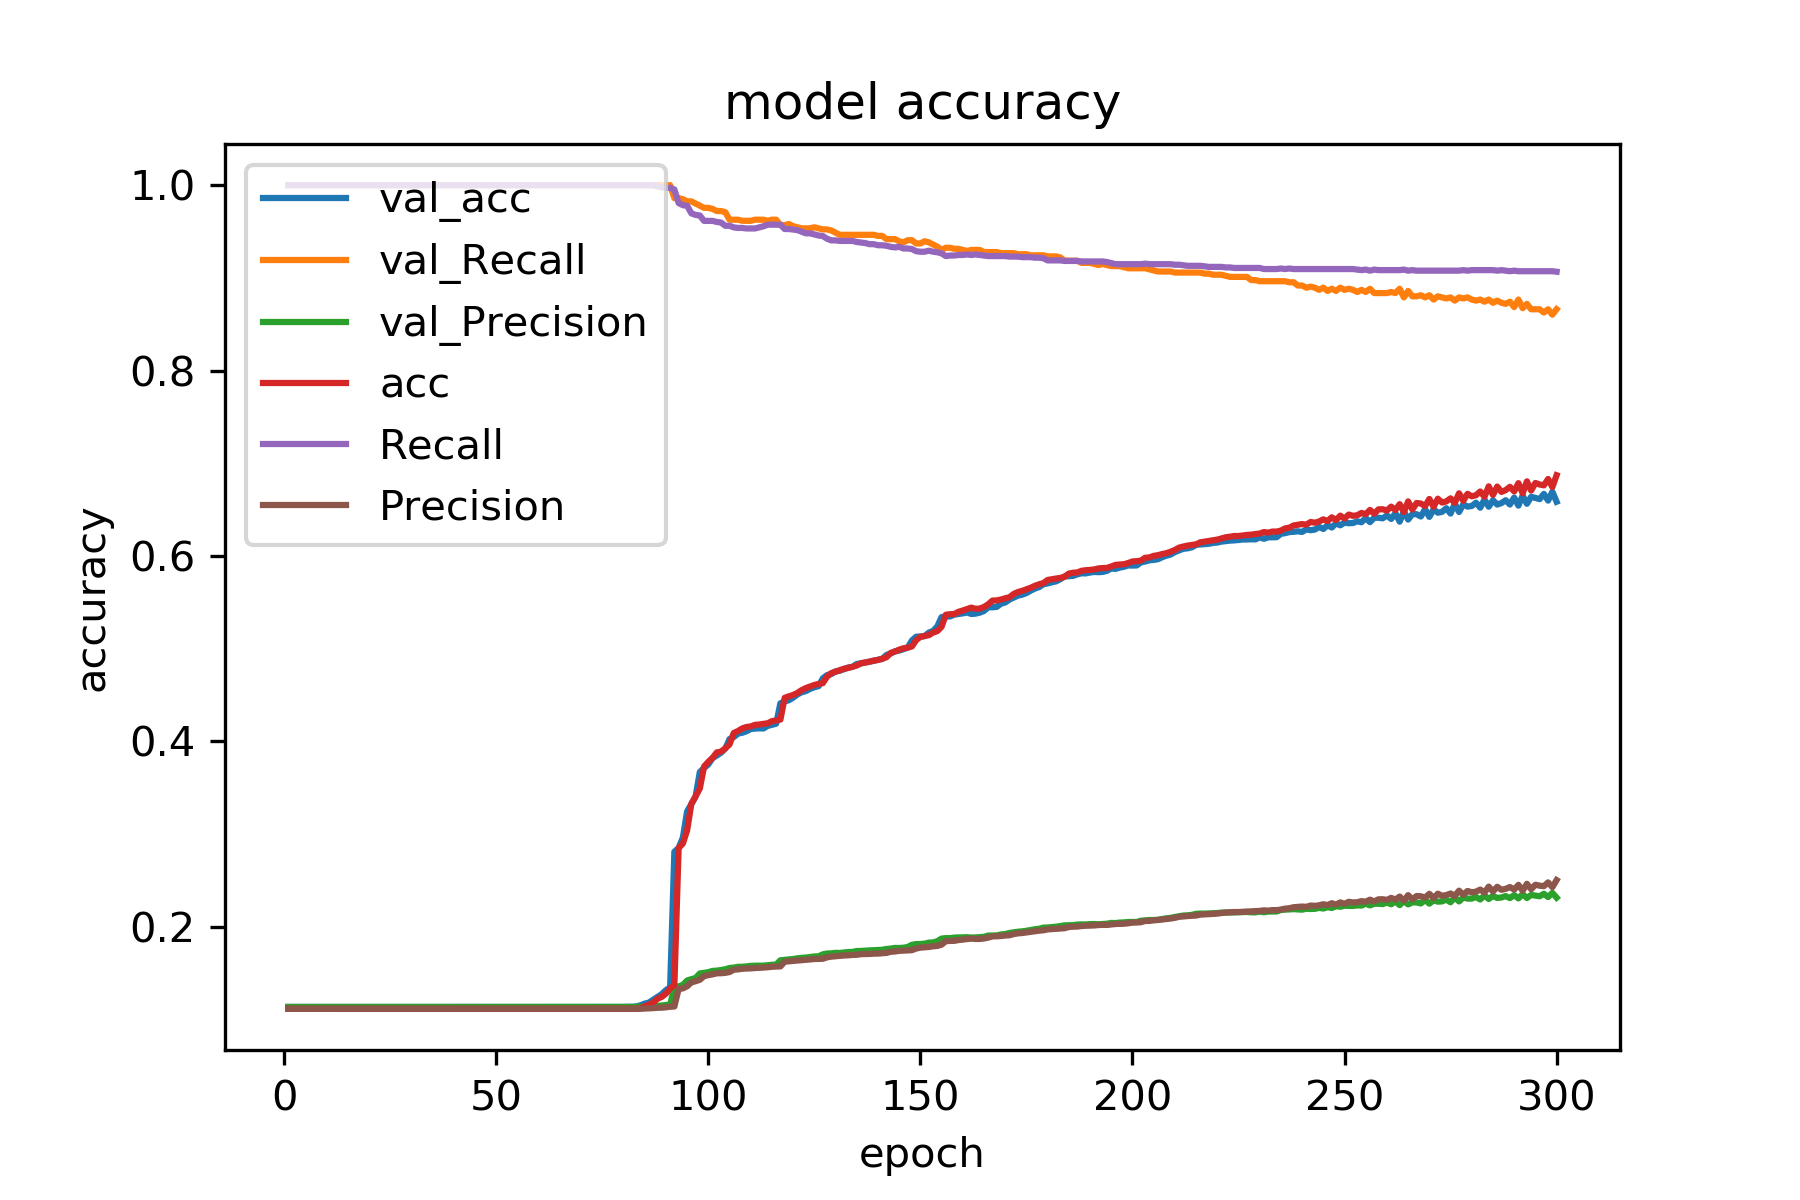 model accuracy
1.0
0.8
0.6
0.4
0.2
accuracy
val_acc
val_Recall
val_Precision
acc
Recall
Precision
0 50 100 150 200 250 300
epoch